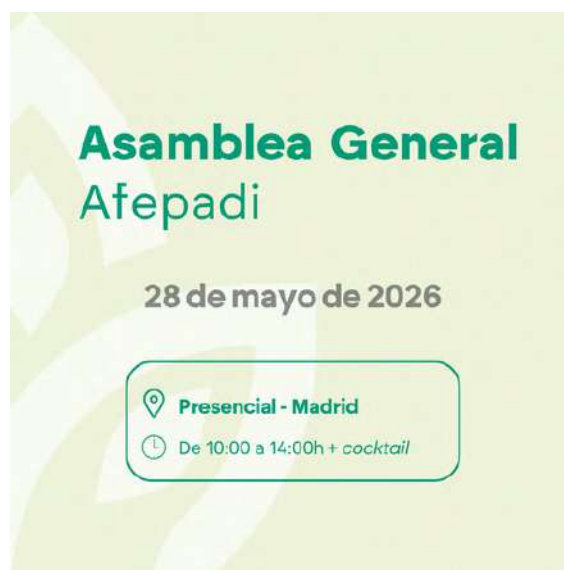 Asamblea General
Afepadi
28 de mayo de 2026
Presencial - Madrid
De 10:00 a 14:00h + cocktail